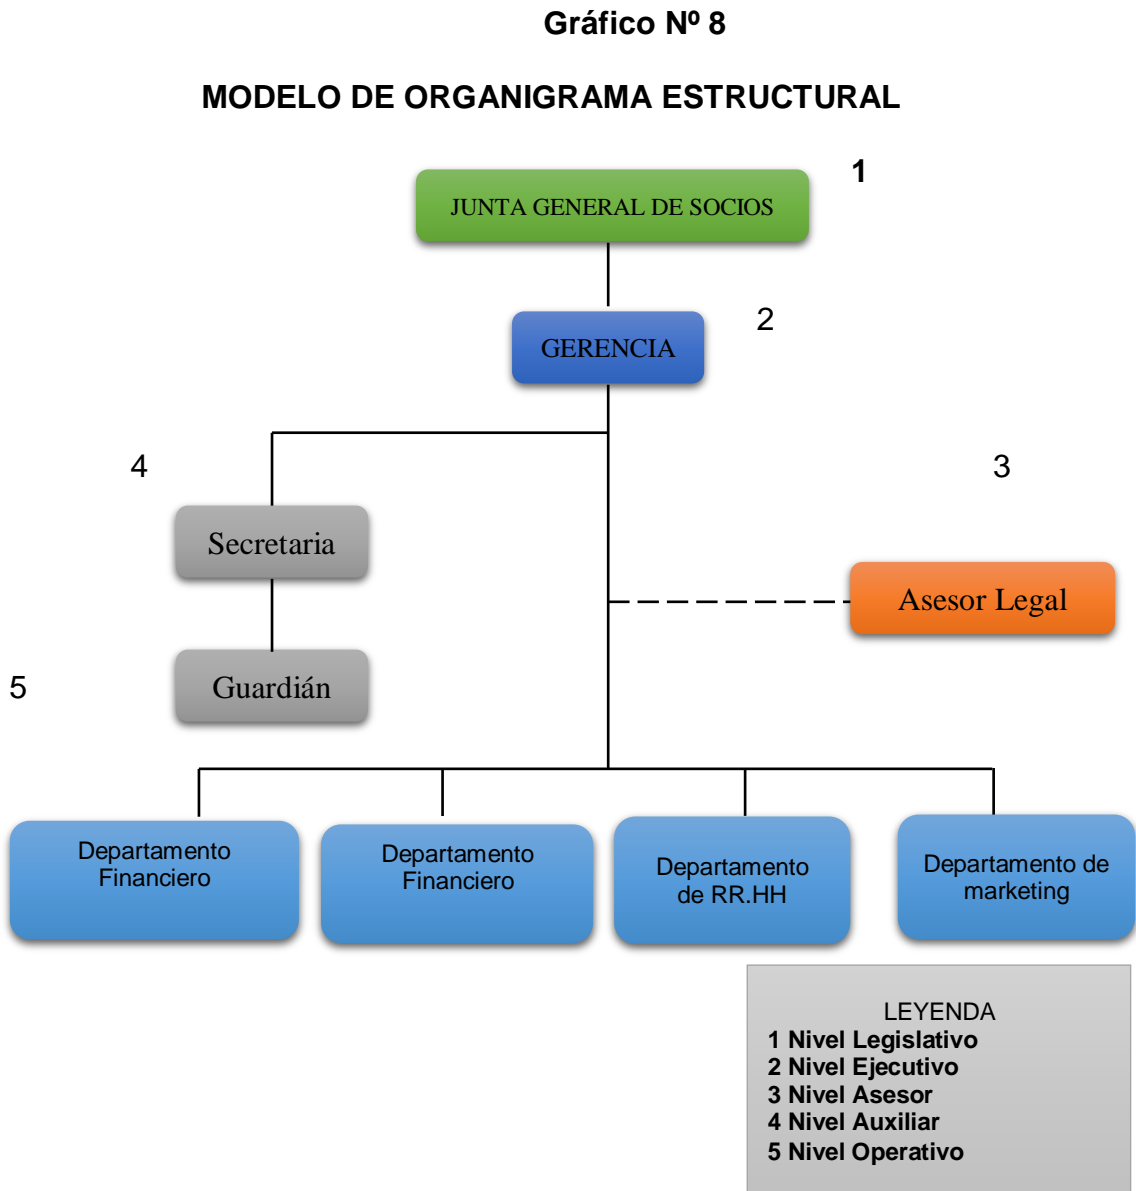 Gráfico Nº 8
MODELO DE ORGANIGRAMA ESTRUCTURAL
1
JUNTA GENERAL DE SOCIOS
2
GERENCIA
4
3
Secretaria
Asesor Legal
5
Guardián
Departamento
Financiero
Departamento
Financiero
Departamento
de RR.HH
Departamento de
marketing
LEYENDA
1 Nivel Legislativo
2 Nivel Ejecutivo
3 Nivel Asesor
4 Nivel Auxiliar
5 Nivel Operativo